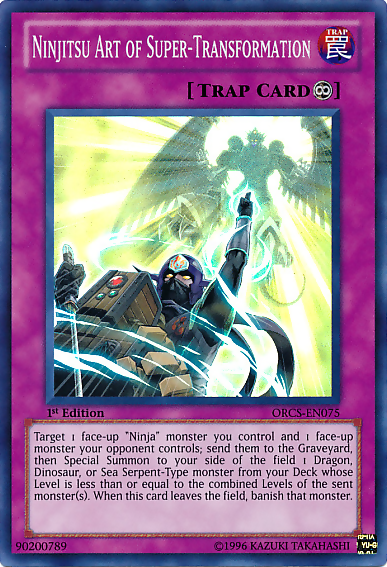 Ninjitsu Art of Super-Transformation
TRAP
罠
[Trap Card]
1st Edition
ORCS-EN075
Target 1 face-up "Ninja" monster you control and 1 face-up
monster your opponent controls; send them to the Graveyard,
then Special Summon to your side of the field 1 Dragon,
Dinosaur, or Sea Serpent-Type monster from your Deck whose
Level is less than or equal to the combined Levels of the sent
monster(s). When this card leaves the field, banish that monster.
90200789
©1996 KAZUKI TAKAHASHI